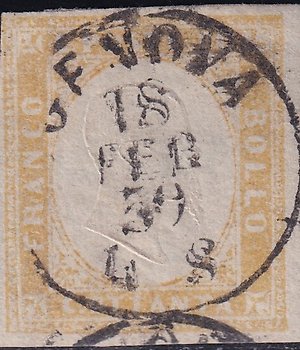 GENOVA
18
FEB
59
4 S
FRANCO
BOLLO